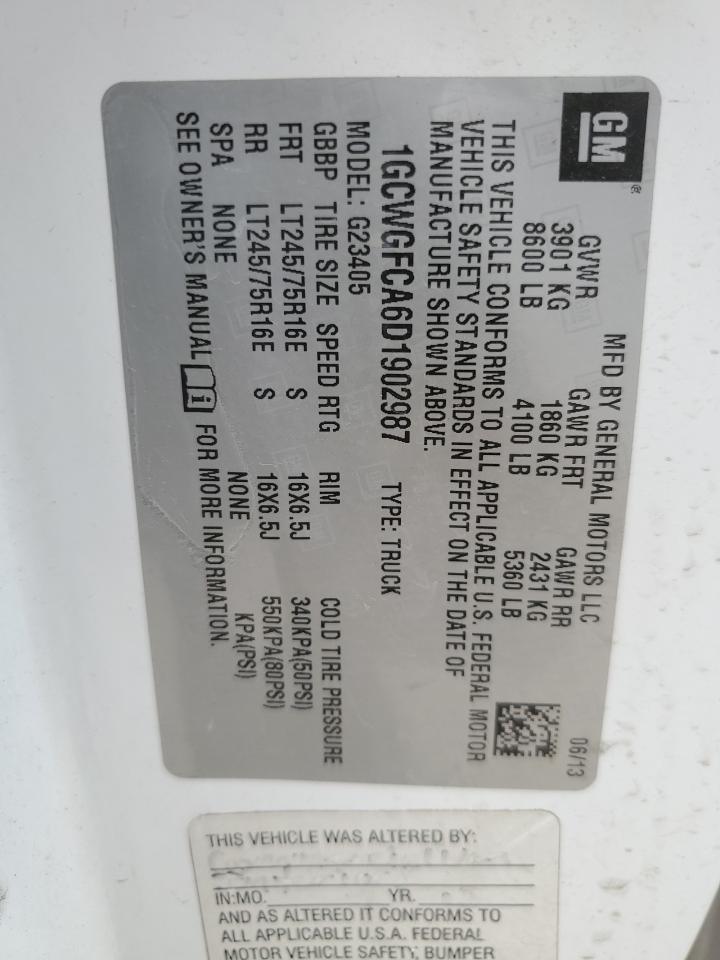 GM
®
MFD BY GENERAL MOTORS LLC
06/13
GVWR GAWR FRT GAWR RR
3901 KG 1860 KG 2431 KG
8600 LB 4100 LB 5360 LB
THIS VEHICLE CONFORMS TO ALL APPLICABLE U.S. FEDERAL MOTOR
VEHICLE SAFETY STANDARDS IN EFFECT ON THE DATE OF
MANUFACTURE SHOWN ABOVE.
1GCWGFCA6D1902987 TYPE: TRUCK
MODEL: G23405
GBBP TIRE SIZE SPEED RTG RIM COLD TIRE PRESSURE
FRT LT245/75R16E S 16X6.5J 340KPA(50PSI)
RR LT245/75R16E S 16X6.5J 550KPA(80PSI)
SPA NONE NONE KPA(PSI)
SEE OWNER'S MANUAL i FOR MORE INFORMATION.
THIS VEHICLE WAS ALTERED BY:
IN:MO. YR.
AND AS ALTERED IT CONFORMS TO
ALL APPLICABLE U.S.A. FEDERAL
MOTOR VEHICLE SAFETY, BUMPER